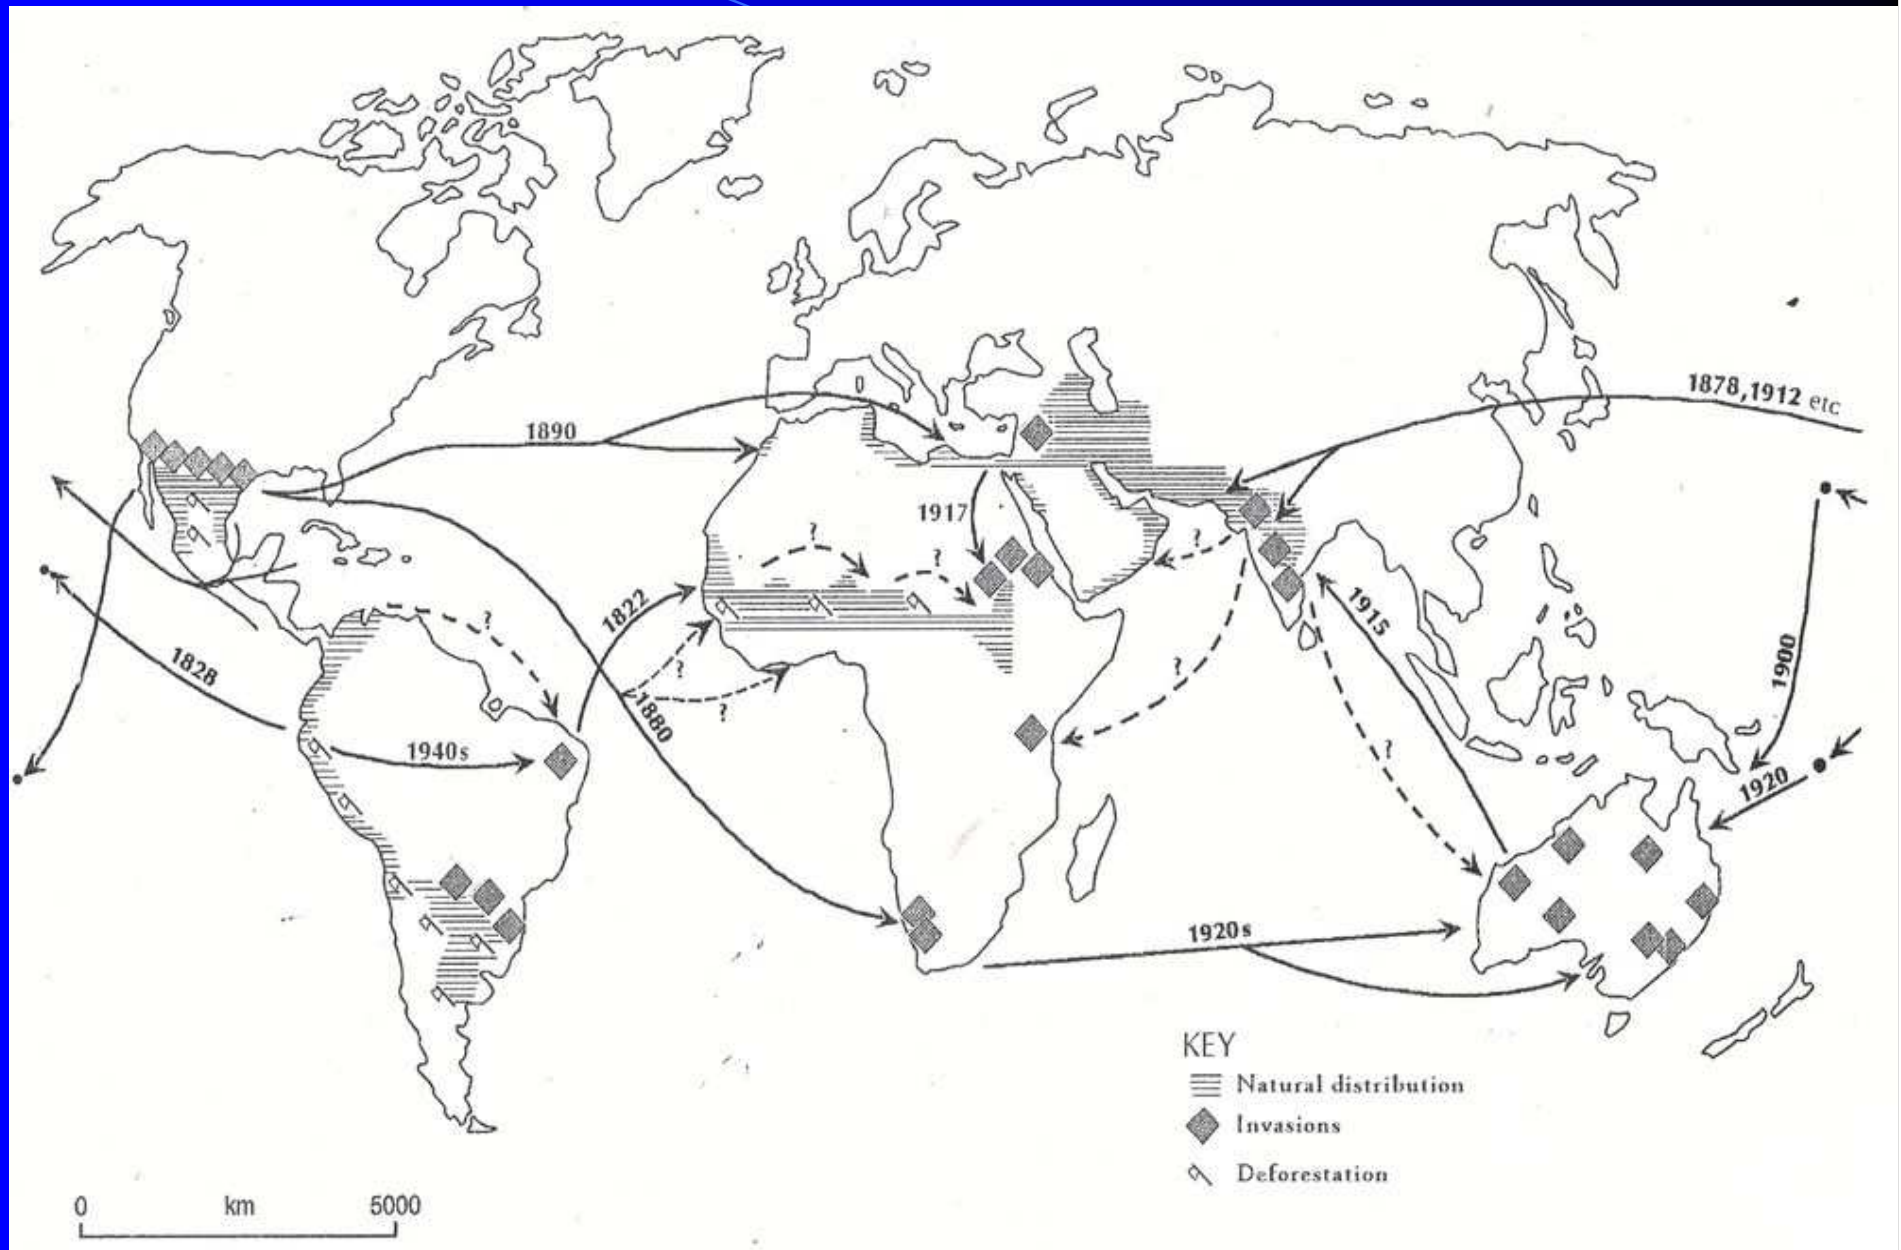 1878,1912 etc
1890
1917
?
?
?
1822
1915
?
1828
?
?
1900
?
1880
?
1940s
1920
1920s
KEY
Natural distribution
Invasions
Deforestation
0 km 5000